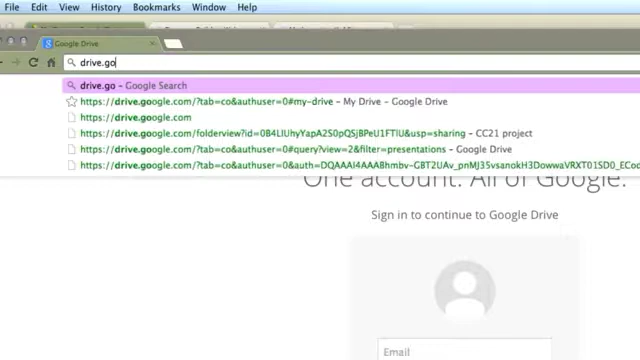 File Edit View History Bookmarks Window Help
Google Drive
drive.go
drive.go – Google Search
https://drive.google.com/?tab=co&authuser=0#my-drive – My Drive – Google Drive
https://drive.google.com
https://drive.google.com/folderview?id=0B4LIUhyYapA2S0pQSjBPeU1FTlU&usp=sharing – CC21 project
https://drive.google.com/?tab=co&authuser=0#query?view=2&filter=presentations – Google Drive
https://drive.google.com/?tab=co&authuser=0&auth=DQAAAI4AAABhmbv-GBT2UAv_pnMJ35vsanokH3DowwaVRXT01SD0_ECod
One account. All of Google.
Sign in to continue to Google Drive
Email